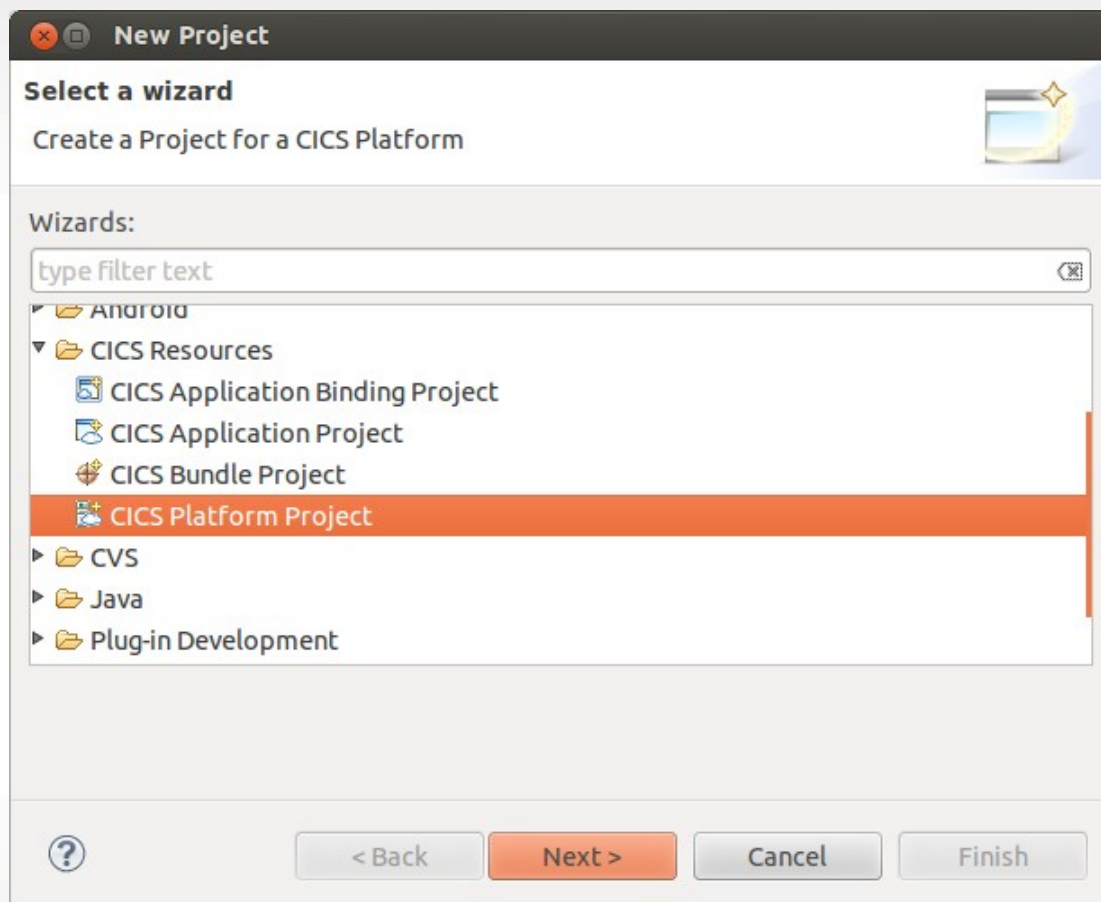 New Project
Select a wizard
Create a Project for a CICS Platform
Wizards:
type filter text
Android
CICS Resources
CICS Application Binding Project
CICS Application Project
CICS Bundle Project
CICS Platform Project
CVS
Java
Plug-in Development
? < Back Next > Cancel Finish